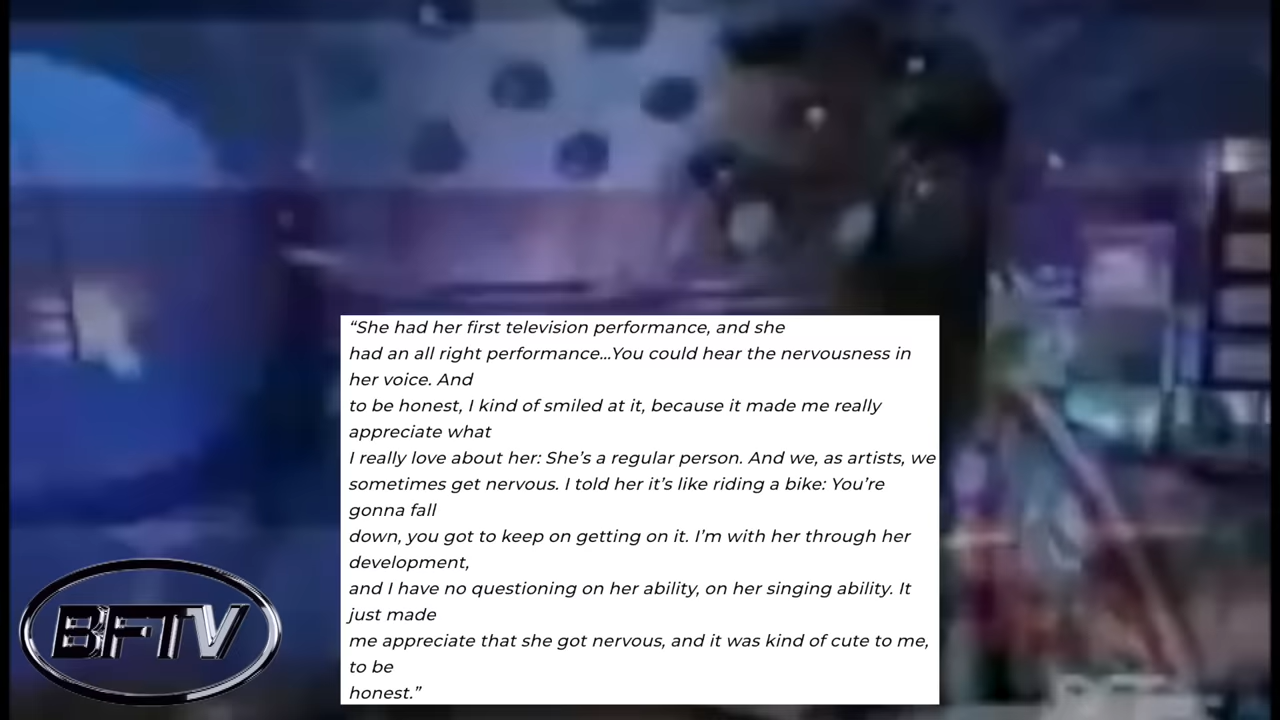 “She had her first television performance, and she
had an all right performance...You could hear the nervousness in
her voice. And
to be honest, I kind of smiled at it, because it made me really
appreciate what
I really love about her: She’s a regular person. And we, as artists, we
sometimes get nervous. I told her it’s like riding a bike: You’re
gonna fall
down, you got to keep on getting on it. I’m with her through her
development,
and I have no questioning on her ability, on her singing ability. It
just made
me appreciate that she got nervous, and it was kind of cute to me,
to be
honest.”
BFTV